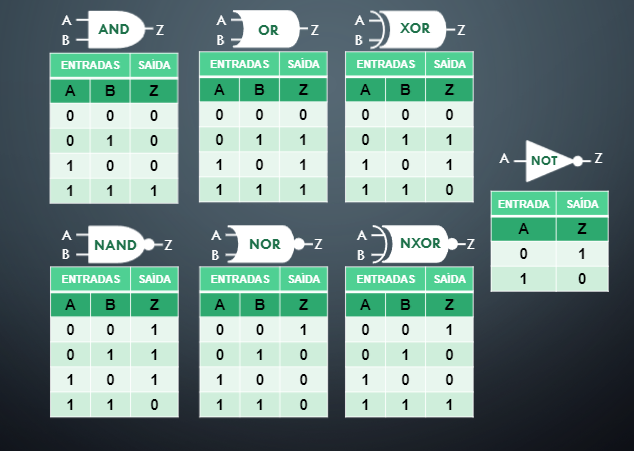 A
B
AND
Z
ENTRADAS SAÍDA
A B Z
0 0 0
0 1 0
1 0 0
1 1 1
A
B
OR
Z
ENTRADAS SAÍDA
A B Z
0 0 0
0 1 1
1 0 1
1 1 1
A
B
XOR
Z
ENTRADAS SAÍDA
A B Z
0 0 0
0 1 1
1 0 1
1 1 0
A NOT Z
ENTRADA SAÍDA
A Z
0 1
1 0
A
B
NAND
Z
ENTRADAS SAÍDA
A B Z
0 0 1
0 1 1
1 0 1
1 1 0
A
B
NOR
Z
ENTRADAS SAÍDA
A B Z
0 0 1
0 1 0
1 0 0
1 1 0
A
B
NXOR
Z
ENTRADAS SAÍDA
A B Z
0 0 1
0 1 0
1 0 0
1 1 1